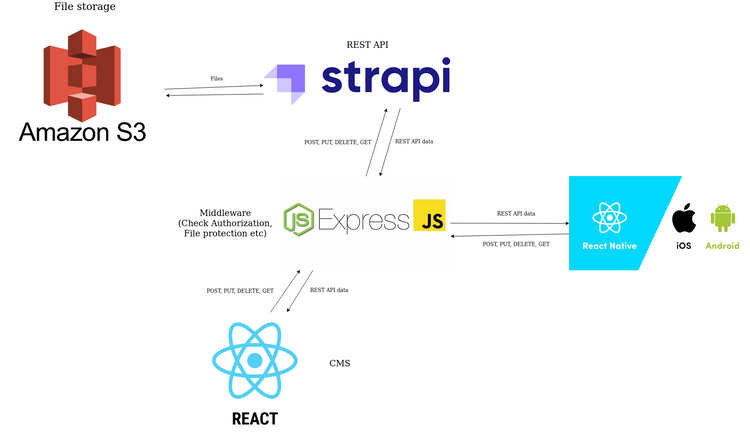 File storage
Amazon S3
Files
REST API
strapi
POST, PUT, DELETE, GET
REST API data
Middleware
(Check Authorization,
File protection etc)
JS
Express
JS
REST API data
POST, PUT, DELETE, GET
React Native
iOS
Android
POST, PUT, DELETE, GET
REST API data
CMS
REACT